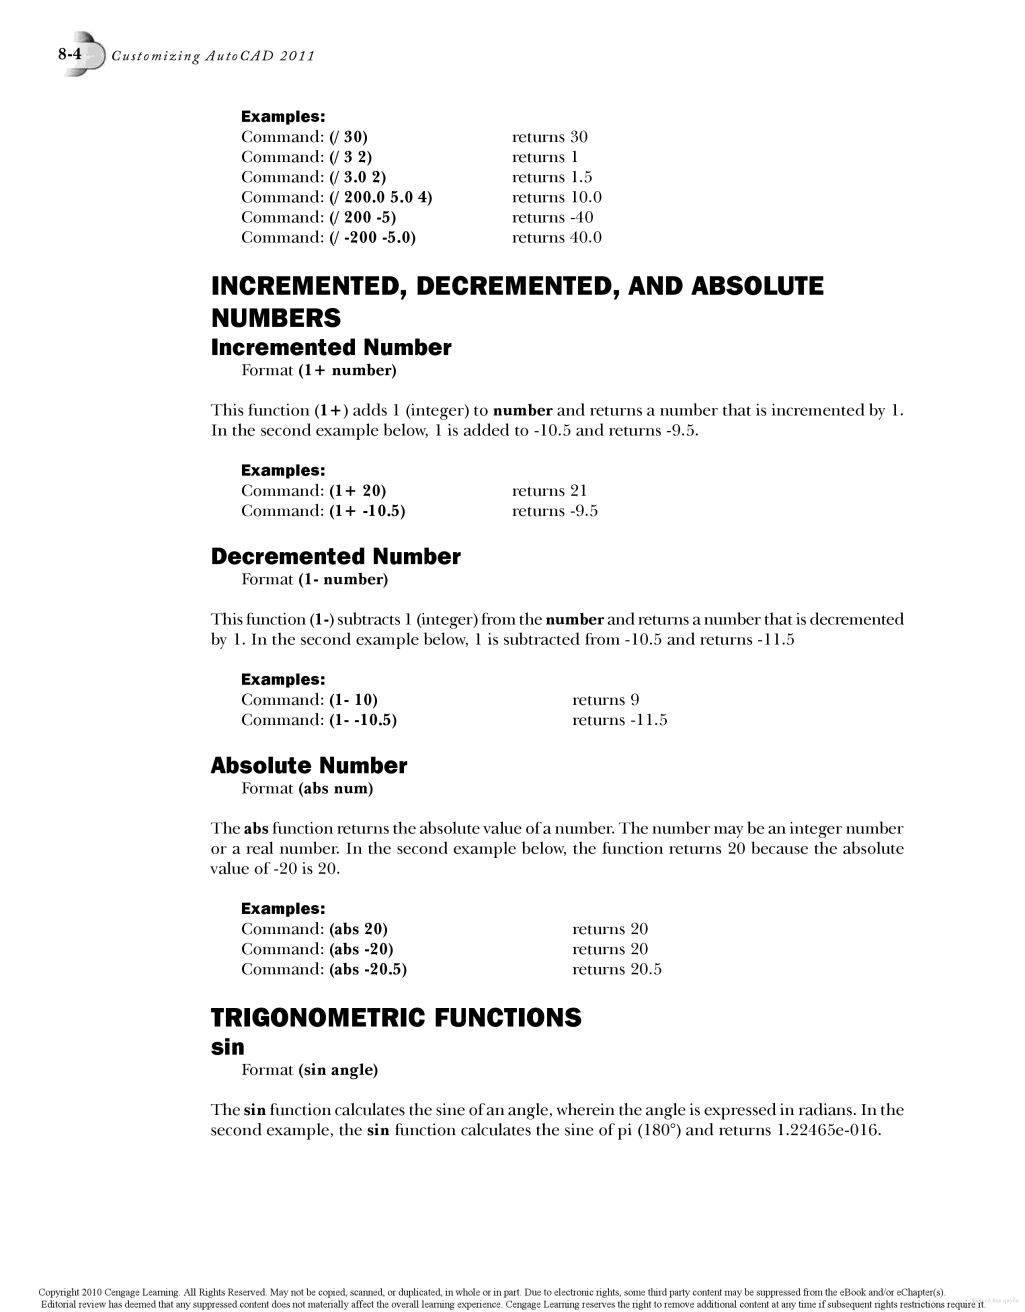 8-4 Customizing AutoCAD 2011
Examples:
Command: (/ 30) returns 30
Command: (/ 3 2) returns 1
Command: (/ 3.0 2) returns 1.5
Command: (/ 200.0 5.0 4) returns 10.0
Command: (/ 200 -5) returns -40
Command: (/ -200 -5.0) returns 40.0
INCREMENTED, DECREMENTED, AND ABSOLUTE
NUMBERS
Incremented Number
Format (1+ number)
This function (1+) adds 1 (integer) to number and returns a number that is incremented by 1.
In the second example below, 1 is added to -10.5 and returns -9.5.
Examples:
Command: (1+ 20) returns 21
Command: (1+ -10.5) returns -9.5
Decremented Number
Format (1- number)
This function (1-) subtracts 1 (integer) from the number and returns a number that is decremented
by 1. In the second example below, 1 is subtracted from -10.5 and returns -11.5
Examples:
Command: (1- 10) returns 9
Command: (1- -10.5) returns -11.5
Absolute Number
Format (abs num)
The abs function returns the absolute value of a number. The number may be an integer number
or a real number. In the second example below, the function returns 20 because the absolute
value of -20 is 20.
Examples:
Command: (abs 20) returns 20
Command: (abs -20) returns 20
Command: (abs -20.5) returns 20.5
TRIGONOMETRIC FUNCTIONS
sin
Format (sin angle)
The sin function calculates the sine of an angle, wherein the angle is expressed in radians. In the
second example, the sin function calculates the sine of pi (180°) and returns 1.22465e-016.
Copyright 2010 Cengage Learning. All Rights Reserved. May not be copied, scanned, or duplicated, in whole or in part. Due to electronic rights, some third party content may be suppressed from the eBook and/or eChapter(s).
Editorial review has deemed that any suppressed content does not materially affect the overall learning experience. Cengage Learning reserves the right to remove additional content at any time if subsequent rights restrictions require it.